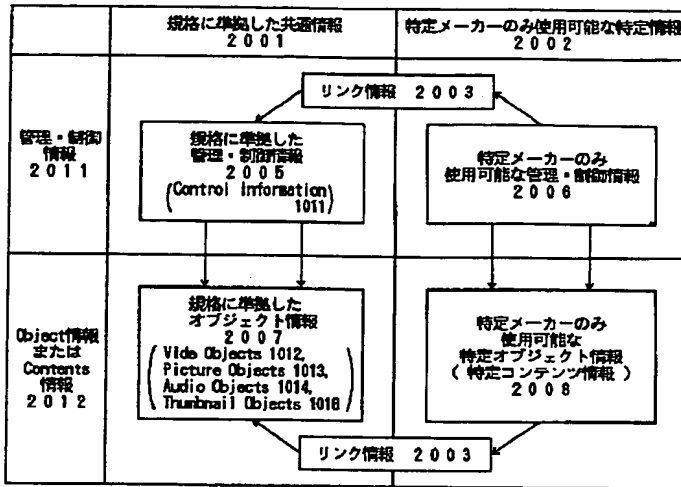 規格に準拠した共通情報
2001
特定メーカーのみ使用可能な特定情報
2002
リンク情報 2003
管理・制御
情報
2011
規格に準拠した
管理・制御情報
2005
(Control Information
1011)
特定メーカーのみ
使用可能な管理・制御情報
2006
Object情報
または
Contents
情報
2012
規格に準拠した
オブジェクト情報
2007
(Vide Objects 1012,
Picture Objects 1013,
Audio Objects 1014,
Thumbnail Objects 1016)
特定メーカーのみ
使用可能な
特定オブジェクト情報
(特定コンテンツ情報)
2008
リンク情報 2003